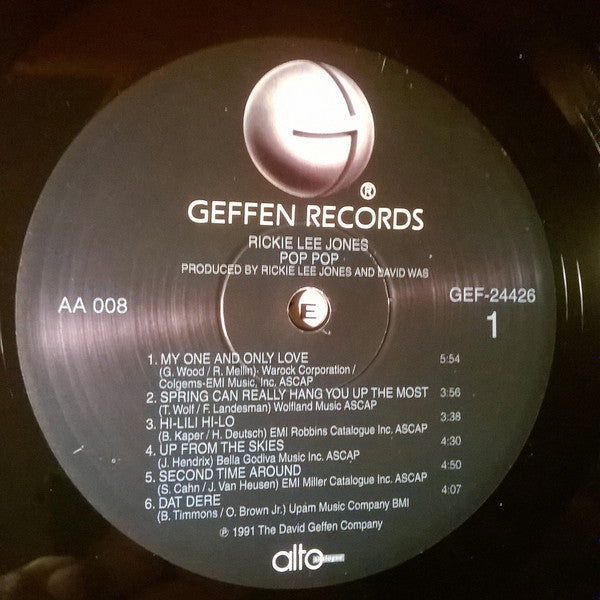 ®
GEFFEN RECORDS
RICKIE LEE JONES
POP POP
PRODUCED BY RICKIE LEE JONES AND DAVID WAS
AA 008
GEF-24426
E
1
1. MY ONE AND ONLY LOVE 5:54
(G. Wood / R. Mellin)· Warock Corporation /
Colgems-EMI Music, Inc. ASCAP
2. SPRING CAN REALLY HANG YOU UP THE MOST 3:56
(T. Wolf / F. Landesman) Wolfland Music ASCAP
3. HI-LILI HI-LO 3:38
(B. Kaper / H. Deutsch) EMI Robbins Catalogue Inc. ASCAP
4. UP FROM THE SKIES 4:30
(J. Hendrix) Bella Godiva Music Inc. ASCAP
5. SECOND TIME AROUND 4:50
(S. Cahn / J. Van Heusen) EMI Miller Catalogue Inc. ASCAP
6. DAT DERE 4:07
(B. Timmons / O. Brown Jr.) Upam Music Company BMI
℗ 1991 The David Geffen Company
alto
analogue